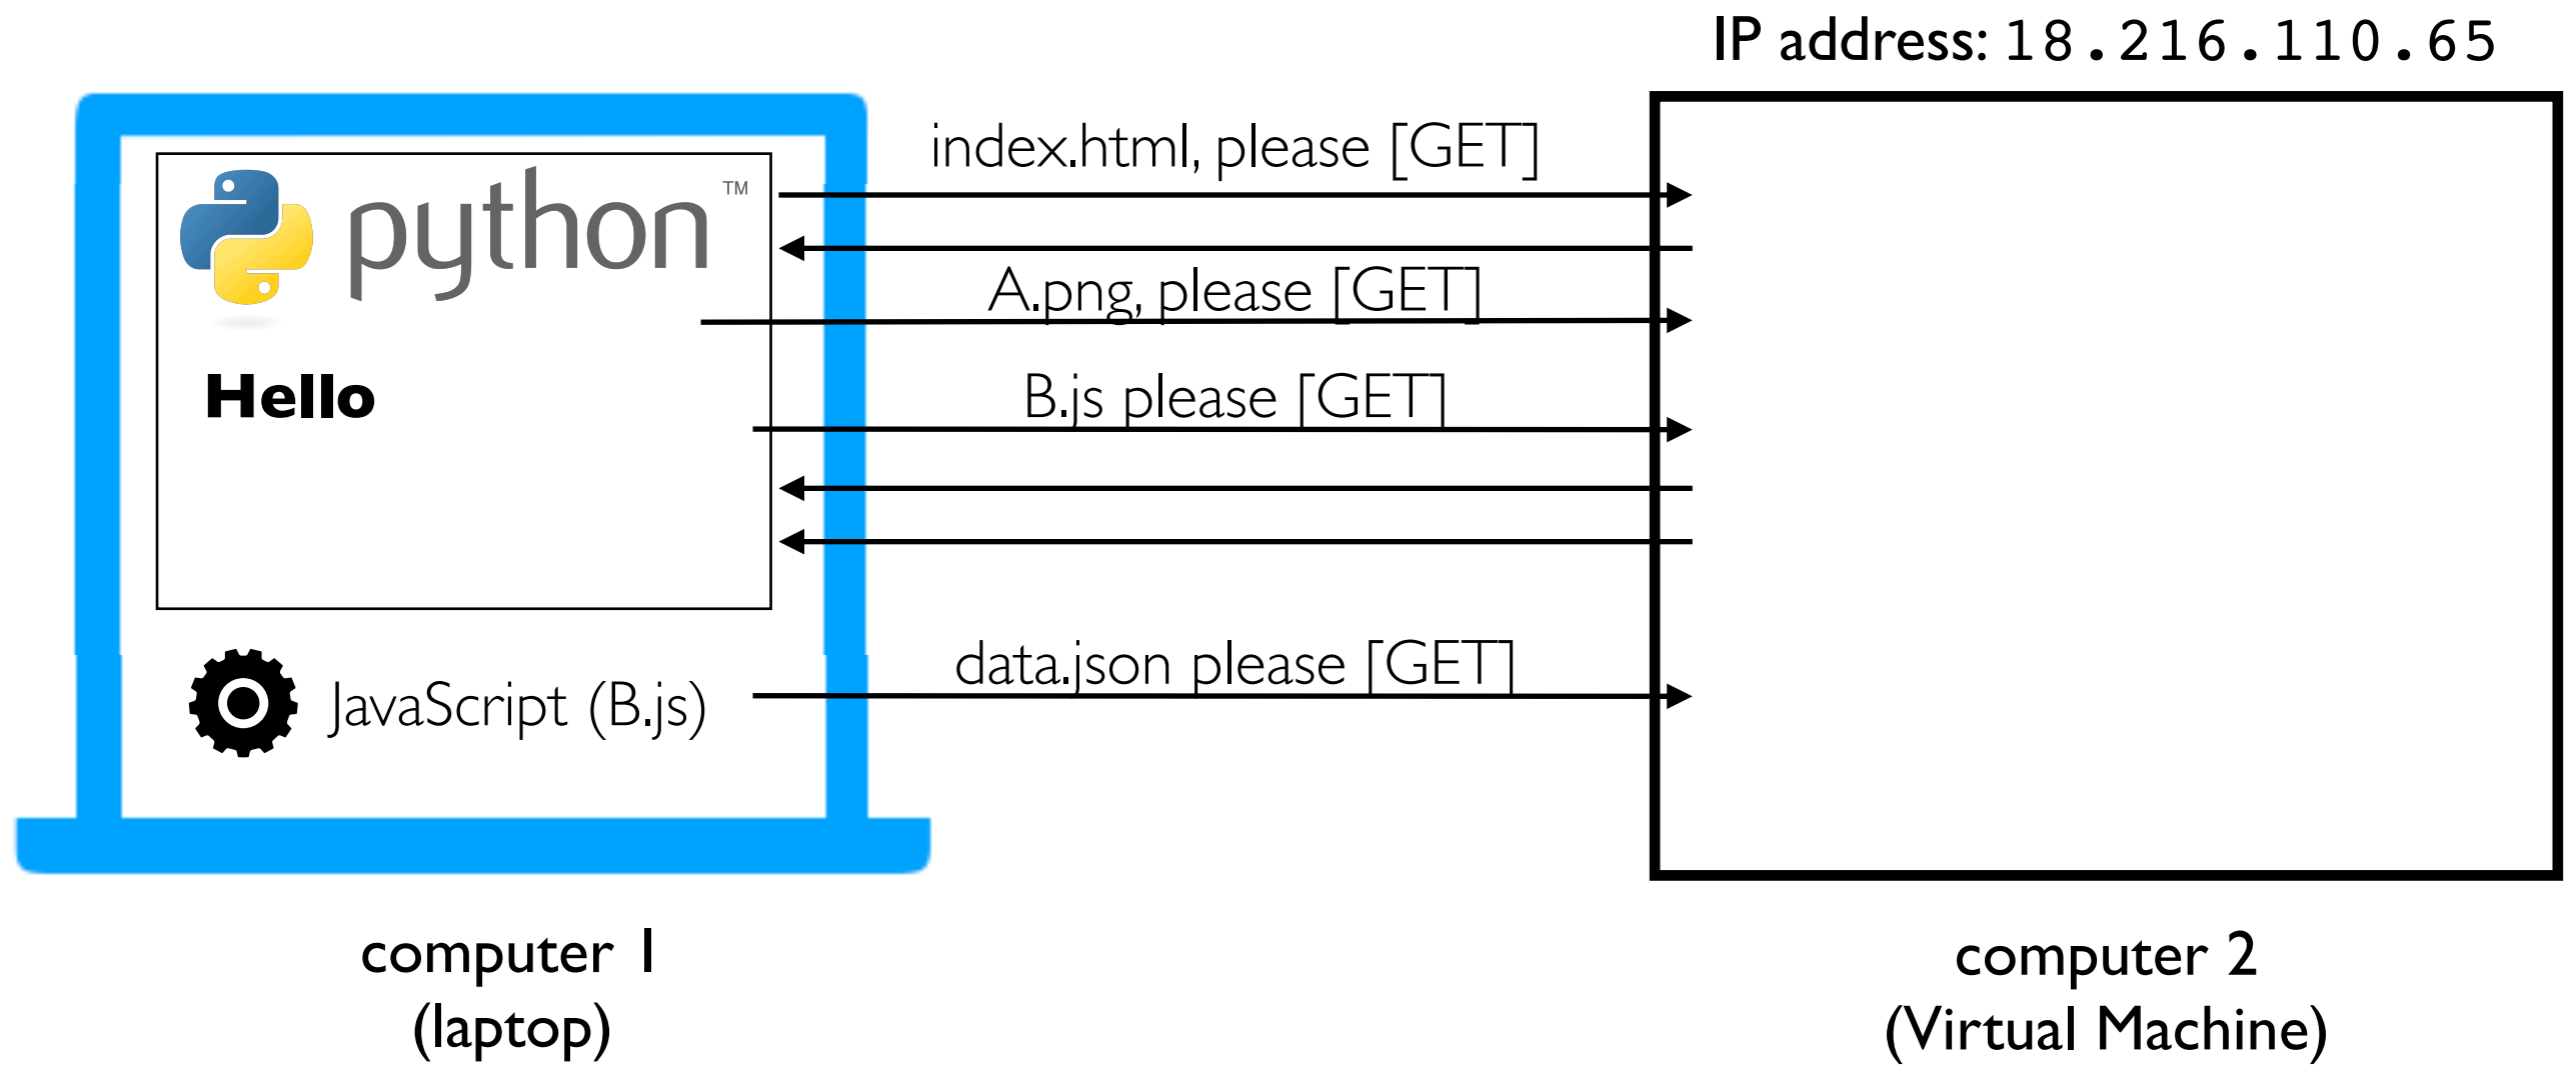 IP address: 18.216.110.65
python™
index.html, please [GET]
A.png, please [GET]
Hello
B.js please [GET]
data.json please [GET]
JavaScript (B.js)
computer 1
(laptop)
computer 2
(Virtual Machine)